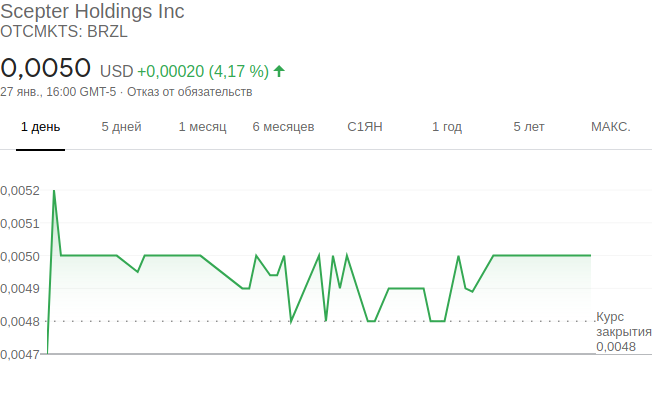 Scepter Holdings Inc
OTCMKTS: BRZL
0,0050 USD +0,00020 (4,17 %)
27 янв., 16:00 GMT-5 · Отказ от обязательств
1 день 5 дней 1 месяц 6 месяцев С1ЯН 1 год 5 лет МАКС.
0,0052
0,0051
0,0050
0,0049
0,0048
0,0047
Курс
закрытия
0,0048